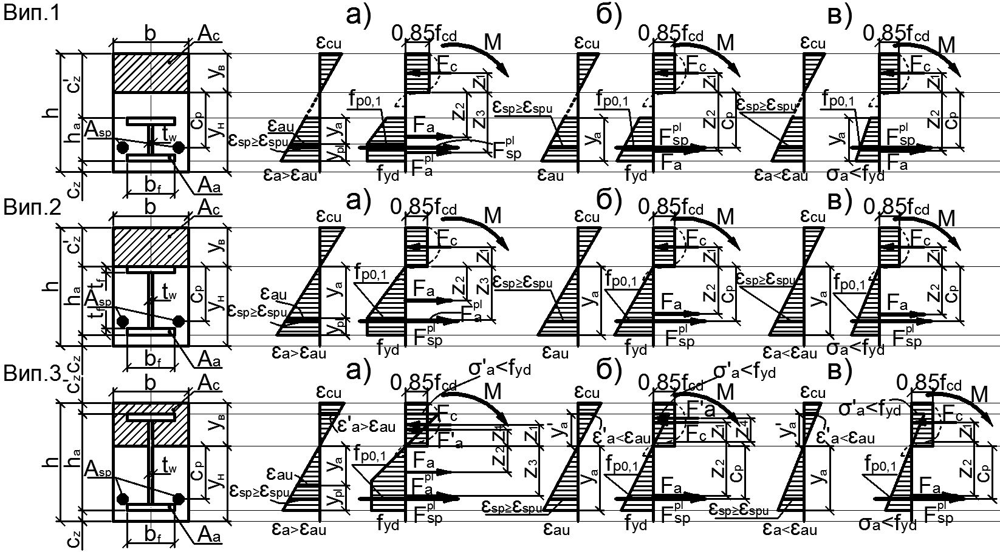 Вип.1
а)
б)
в)
b
Ac
εcu
0,85fcd
M
εcu
0,85fcd
M
εcu
0,85fcd
M
h
c'z
yв
Fc
z1
Fc
z1
Fc
z1
ha
Asp
tw
cp
yн
εau
εsp≥εspu
ya
ypl
fp0,1
Fa
z2
z3
Fspl
εsp≥εspu
ya
fp0,1
z2
cp
Fsppl
Fa
εsp≥εspu
ya
fp0,1
z2
cp
Fsppl
Fa
cz
bf
Aa
εa>εau
fyd
Fapl
εau
fyd
εa<εau
σa<fyd
Вип.2
а)
б)
в)
b
Ac
εcu
0,85fcd
M
εcu
0,85fcd
M
εcu
0,85fcd
M
h
c'z
yв
Fc
z1
Fc
z1
Fc
z1
ha
tf
Asp
tf
tw
cp
yн
εau
εsp≥εspu
ya
ypl
fp0,1
Fa
z2
z3
Fapl
Fsppl
εsp≥εspu
ya
fp0,1
Fa
z2
cp
Fsppl
εsp≥εspu
ya
fp0,1
Fa
z2
cp
Fsppl
cz
bf
Aa
εa>εau
fyd
εau
fyd
εa<εau
σa<fyd
Вип.3
а)
б)
в)
c'z
b
Ac
εcu
0,85fcd
σ'a<fyd
M
εcu
0,85fcd
σ'a<fyd
M
εcu
0,85fcd
M
h
ha
yв
ε'a>εau
Fc
F'a
z4
z1
y'a
ε'a<εau
F'a
Fc
z1
z4
y'a
ε'a<εau
σ'a<fyd
Fc
z1
Asp
tw
cp
yн
εau
εsp≥εspu
ya
ypl
fp0,1
Fa
z2
z3
Fapl
Fsppl
εsp≥εspu
ya
fp0,1
Fa
z2
cp
Fsppl
εsp≥εspu
ya
fp0,1
Fa
z2
cp
Fsppl
cz
bf
Aa
εa>εau
fyd
εau
fyd
εa<εau
σa<fyd